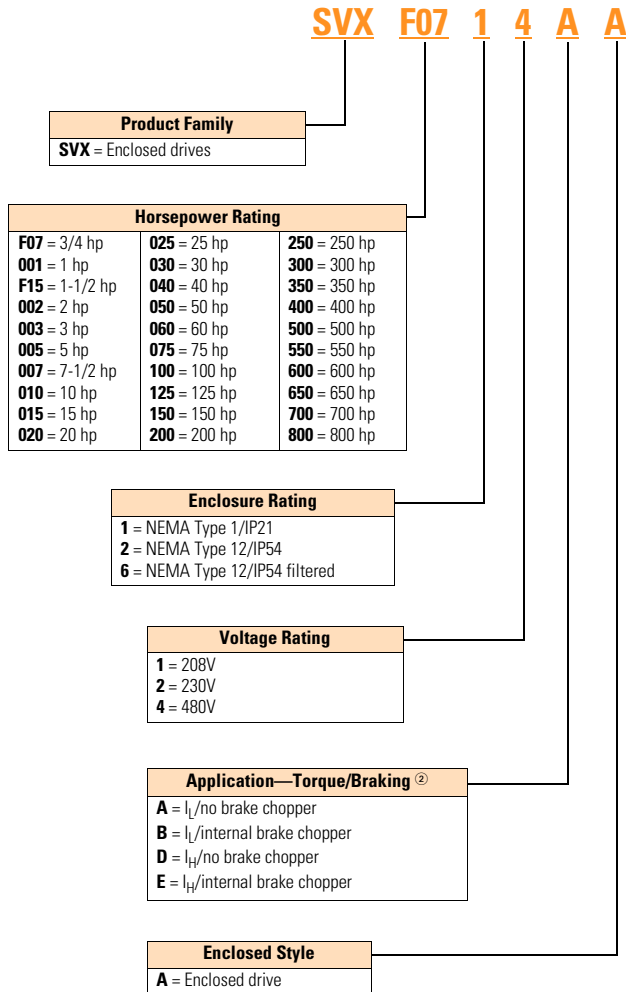 SVX F07 1 4 A A
Product Family
SVX = Enclosed drives
Horsepower Rating
F07 = 3/4 hp
001 = 1 hp
F15 = 1-1/2 hp
002 = 2 hp
003 = 3 hp
005 = 5 hp
007 = 7-1/2 hp
010 = 10 hp
015 = 15 hp
020 = 20 hp
025 = 25 hp
030 = 30 hp
040 = 40 hp
050 = 50 hp
060 = 60 hp
075 = 75 hp
100 = 100 hp
125 = 125 hp
150 = 150 hp
200 = 200 hp
250 = 250 hp
300 = 300 hp
350 = 350 hp
400 = 400 hp
500 = 500 hp
550 = 550 hp
600 = 600 hp
650 = 650 hp
700 = 700 hp
800 = 800 hp
Enclosure Rating
1 = NEMA Type 1/IP21
2 = NEMA Type 12/IP54
6 = NEMA Type 12/IP54 filtered
Voltage Rating
1 = 208V
2 = 230V
4 = 480V
Application—Torque/Braking ②
A = IL/no brake chopper
B = IL/internal brake chopper
D = IH/no brake chopper
E = IH/internal brake chopper
Enclosed Style
A = Enclosed drive